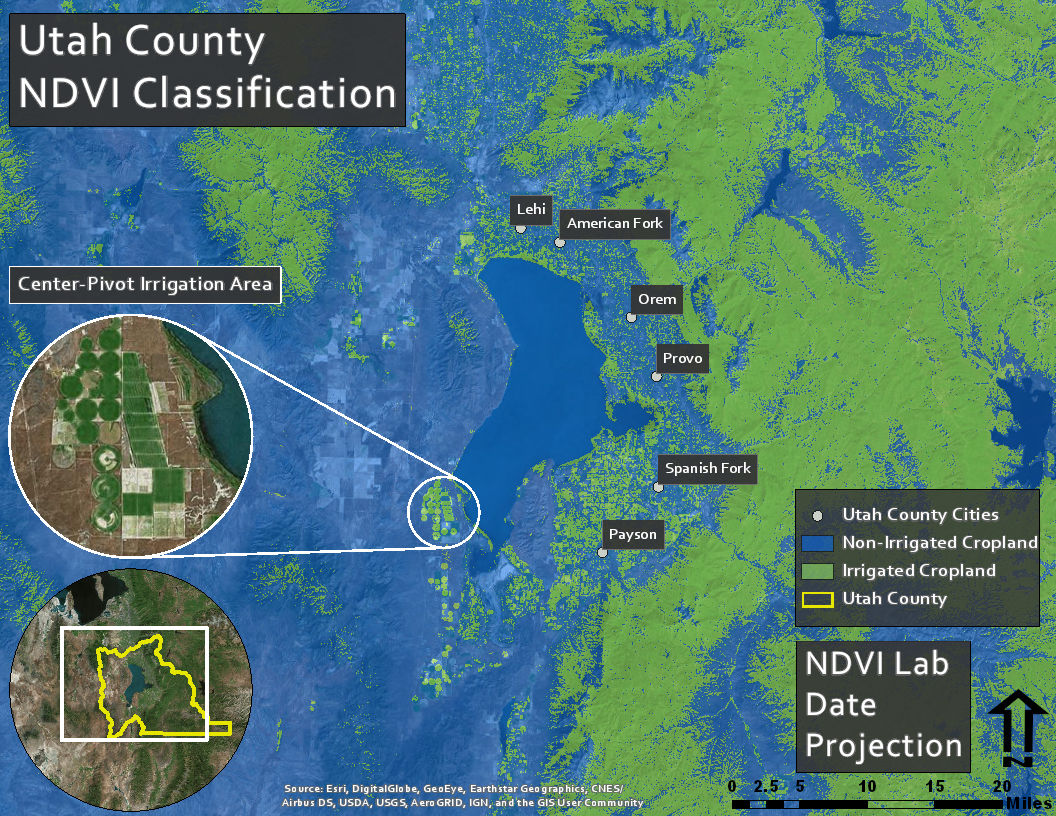 Utah County
NDVI Classification
Lehi
American Fork
Center-Pivot Irrigation Area
Orem
Provo
Spanish Fork
Payson
Utah County Cities
Non-Irrigated Cropland
Irrigated Cropland
Utah County
NDVI Lab
Date
Projection
N
0 2.5 5 10 15 20
Miles
Source: Esri, DigitalGlobe, GeoEye, Earthstar Geographics, CNES/
Airbus DS, USDA, USGS, AeroGRID, IGN, and the GIS User Community